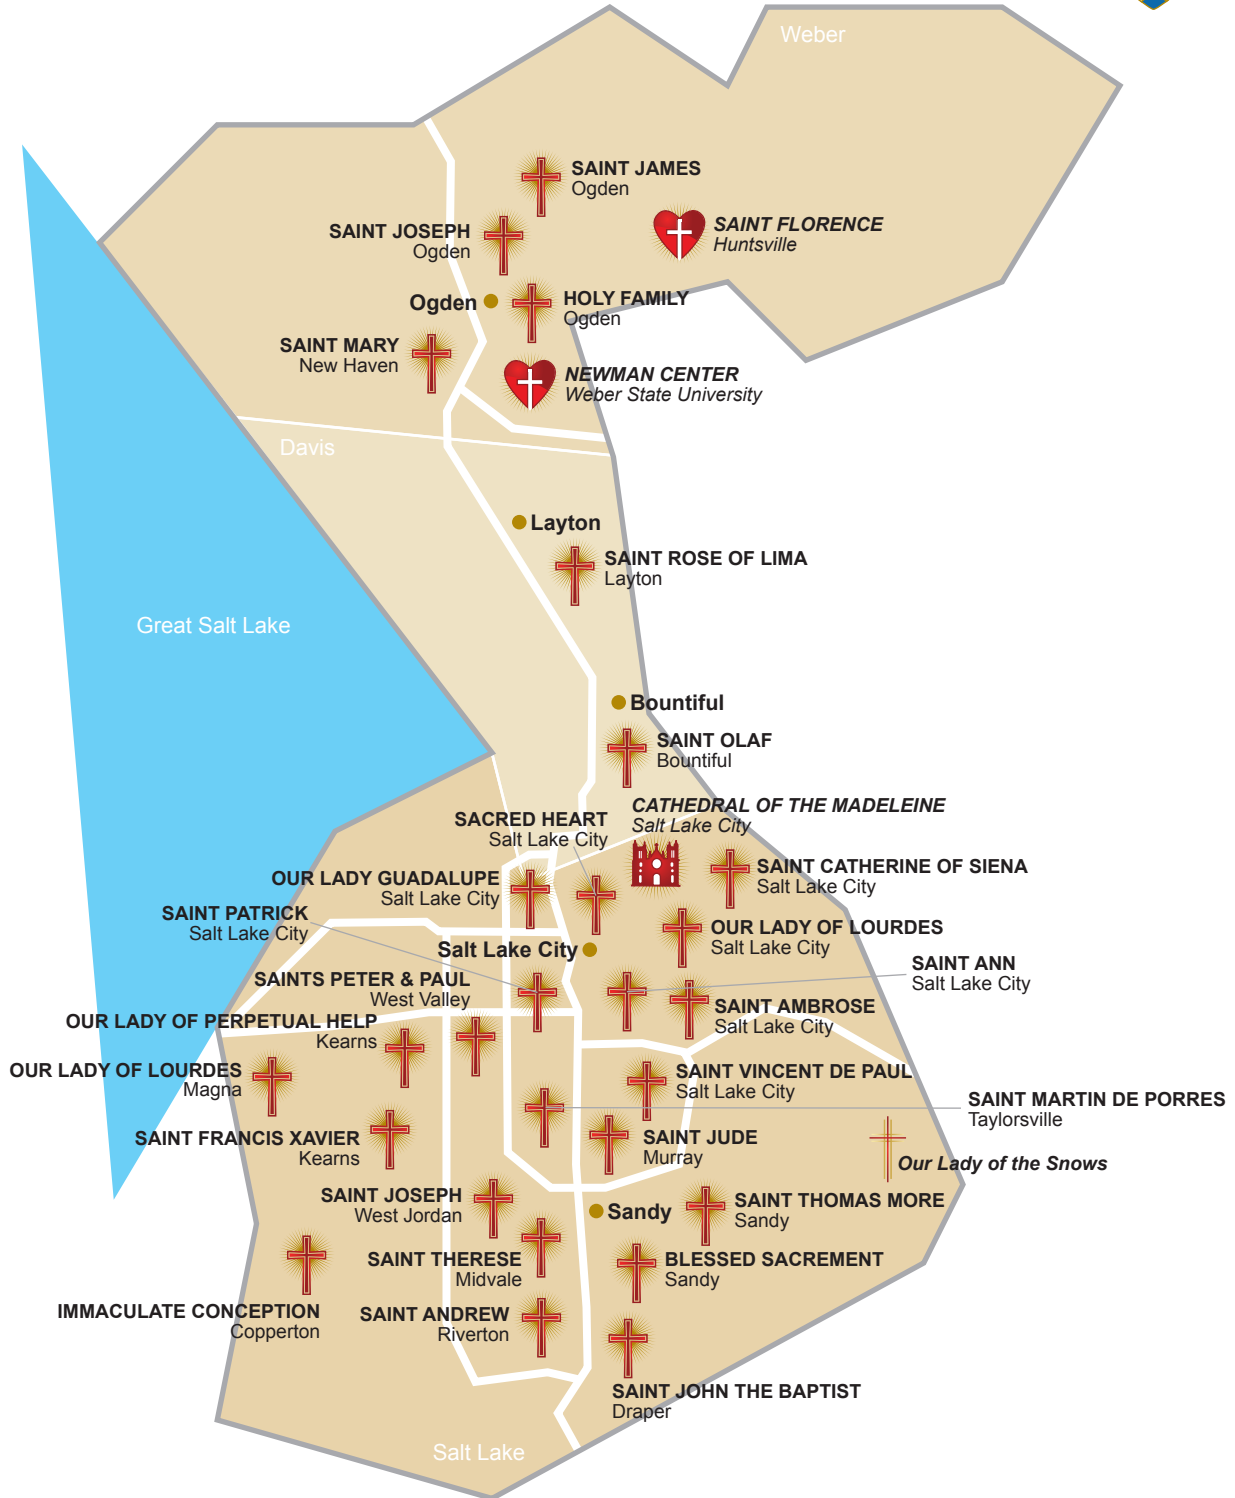 Weber
SAINT JAMES
Ogden
SAINT FLORENCE
Huntsville
SAINT JOSEPH
Ogden
Ogden
HOLY FAMILY
Ogden
SAINT MARY
New Haven
NEWMAN CENTER
Weber State University
Davis
Layton
SAINT ROSE OF LIMA
Layton
Great Salt Lake
Bountiful
SAINT OLAF
Bountiful
CATHEDRAL OF THE MADELEINE
Salt Lake City
SACRED HEART
Salt Lake City
SAINT CATHERINE OF SIENA
Salt Lake City
OUR LADY GUADALUPE
Salt Lake City
SAINT PATRICK
Salt Lake City
OUR LADY OF LOURDES
Salt Lake City
Salt Lake City
SAINT ANN
Salt Lake City
SAINTS PETER & PAUL
West Valley
SAINT AMBROSE
Salt Lake City
OUR LADY OF PERPETUAL HELP
Kearns
OUR LADY OF LOURDES
Magna
SAINT VINCENT DE PAUL
Salt Lake City
SAINT MARTIN DE PORRES
Taylorsville
SAINT FRANCIS XAVIER
Kearns
SAINT JUDE
Murray
Our Lady of the Snows
SAINT JOSEPH
West Jordan
Sandy
SAINT THOMAS MORE
Sandy
SAINT THERESE
Midvale
BLESSED SACREMENT
Sandy
IMMACULATE CONCEPTION
Copperton
SAINT ANDREW
Riverton
SAINT JOHN THE BAPTIST
Draper
Salt Lake